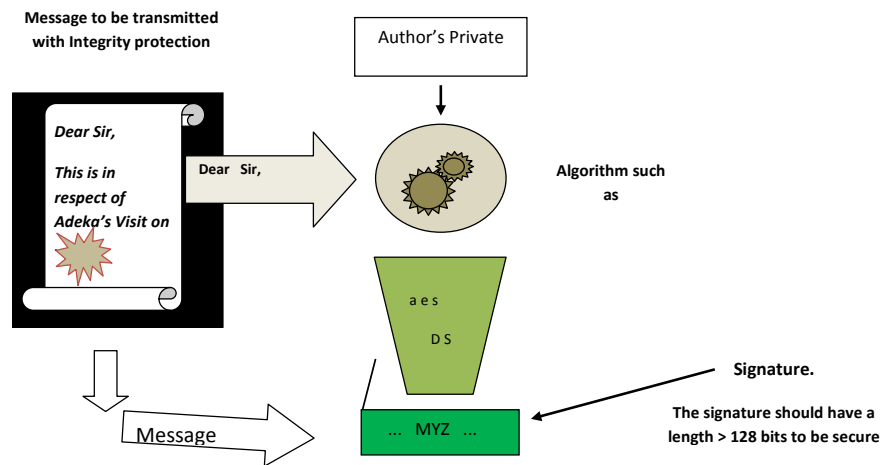 Message to be transmitted
with Integrity protection
Author's Private
Dear Sir,
This is in
respect of
Adeka's Visit on
Dear Sir,
Algorithm such
as
a e s
D S
Signature.
The signature should have a
length > 128 bits to be secure
Message
... MYZ ...